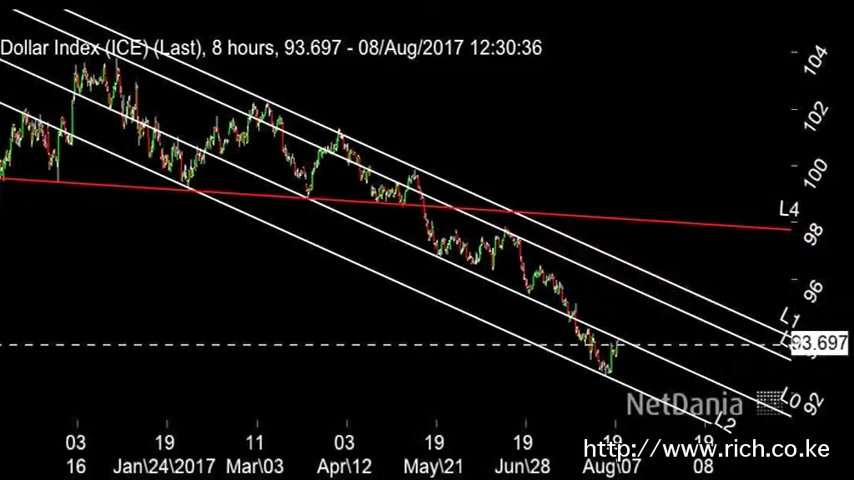 Dollar Index (ICE) (Last), 8 hours, 93.697 - 08/Aug/2017 12:30:36
104
102
100
L4
98
96
L1
93.697
L0
92
NetDania
L2
03 19 11 03 19 19 19 19
http://www.rich.co.ke
16 Jan\24\2017 Mar\03 Apr\12 May\21 Jun\28 Aug\07 08